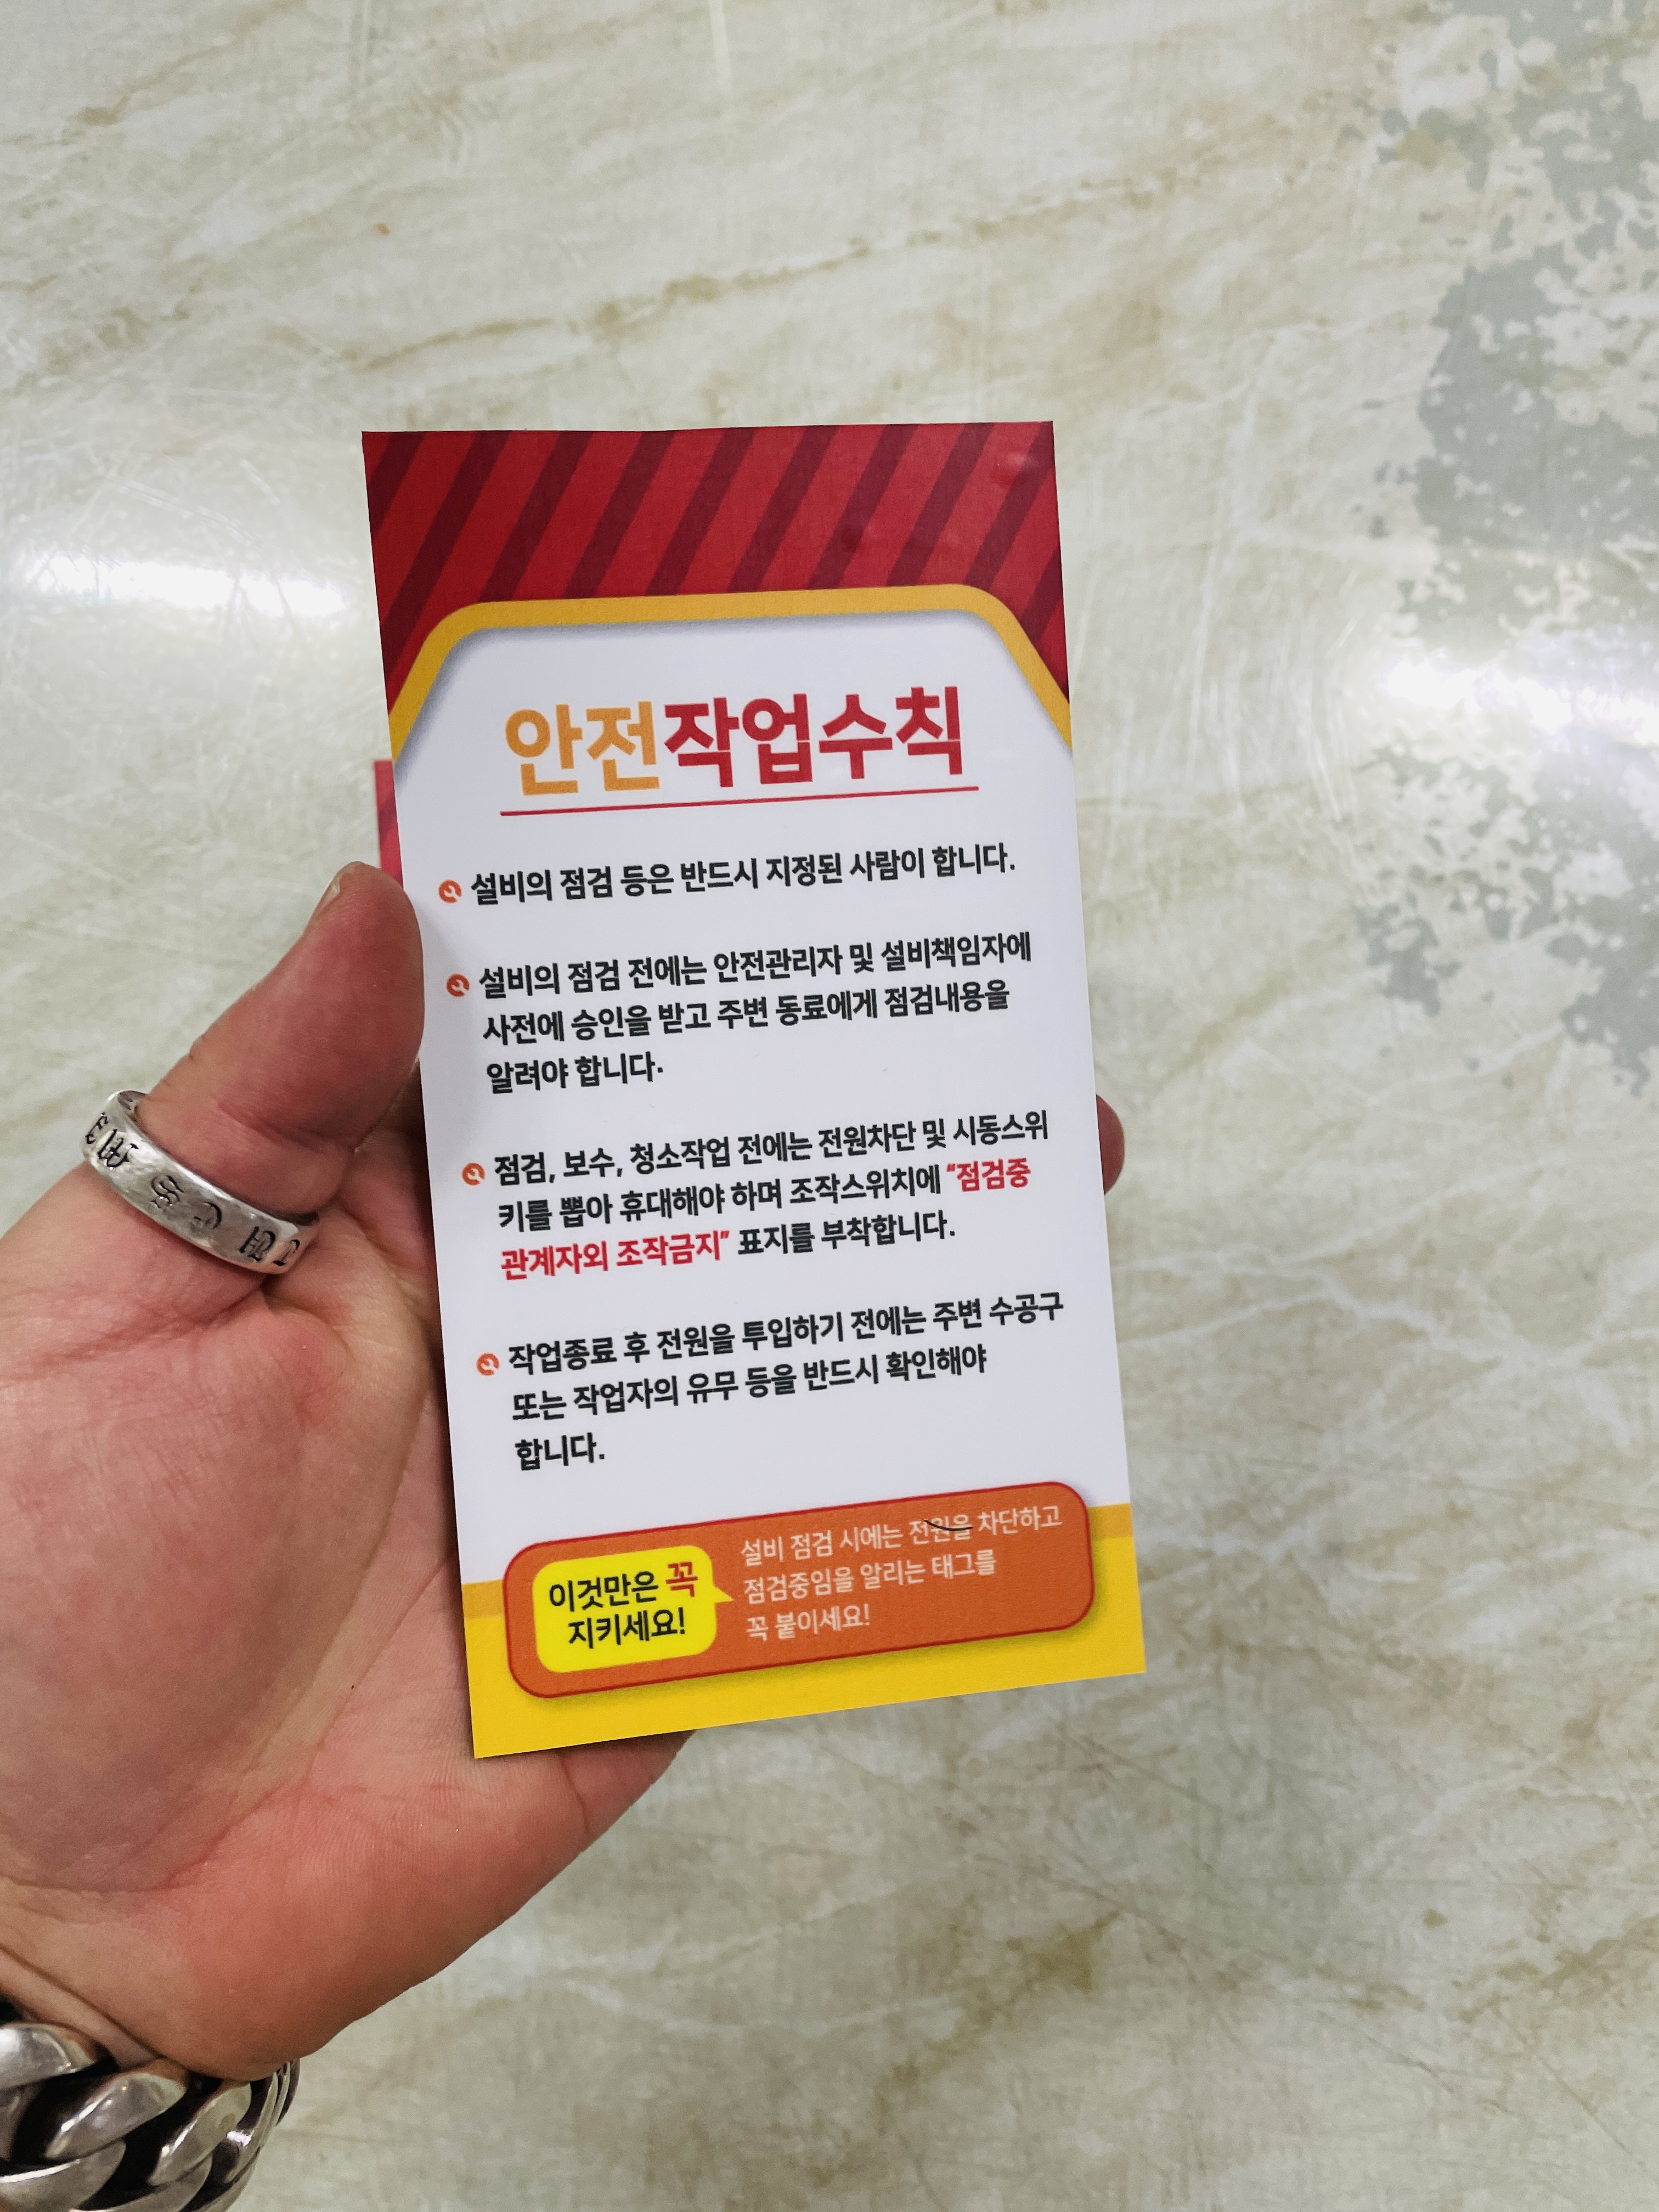 안전작업수칙
설비의 점검 등은 반드시 지정된 사람이 합니다.
설비의 점검 전에는 안전관리자 및 설비책임자에
사전에 승인을 받고 주변 동료에게 점검내용을
알려야 합니다.
점검, 보수, 청소작업 전에는 전원차단 및 시동스위
키를 뽑아 휴대해야 하며 조작스위치에 "점검중
관계자외 조작금지" 표지를 부착합니다.
작업종료 후 전원을 투입하기 전에는 주변 수공구
또는 작업자의 유무 등을 반드시 확인해야
합니다.
이것만은 꼭
지키세요!
설비 점검 시에는 전원을 차단하고
점검중임을 알리는 태그를
꼭 붙이세요!